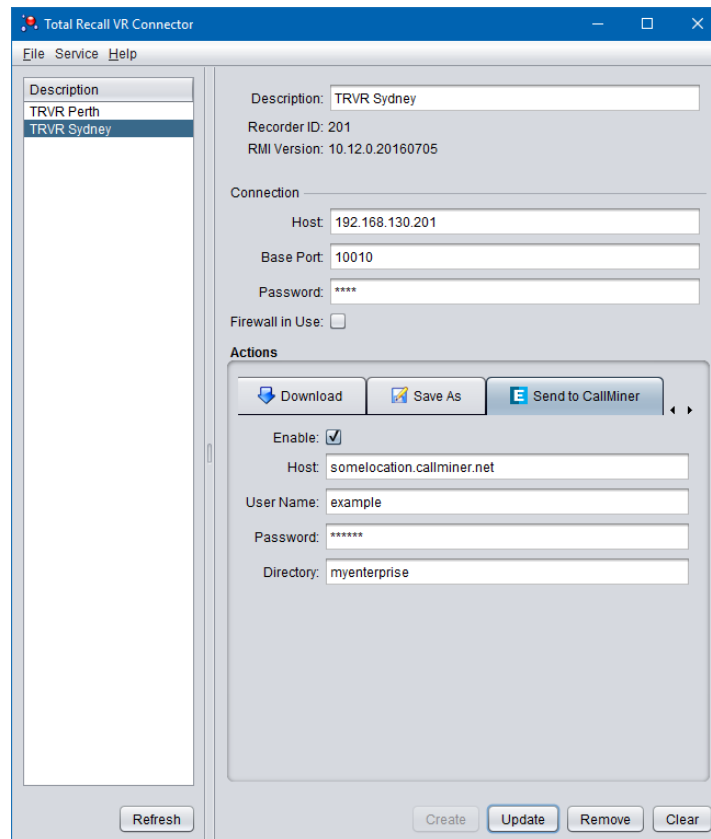 Total Recall VR Connector
File Service Help
Description
TRVR Perth
TRVR Sydney
Refresh
Description: TRVR Sydney
Recorder ID: 201
RMI Version: 10.12.0.20160705
Connection
Host: 192.168.130.201
Base Port: 10010
Password: ****
Firewall in Use:
Actions
Download Save As E Send to CallMiner
Enable:
Host: somelocation.callminer.net
User Name: example
Password: ******
Directory: myenterprise
Create Update Remove Clear